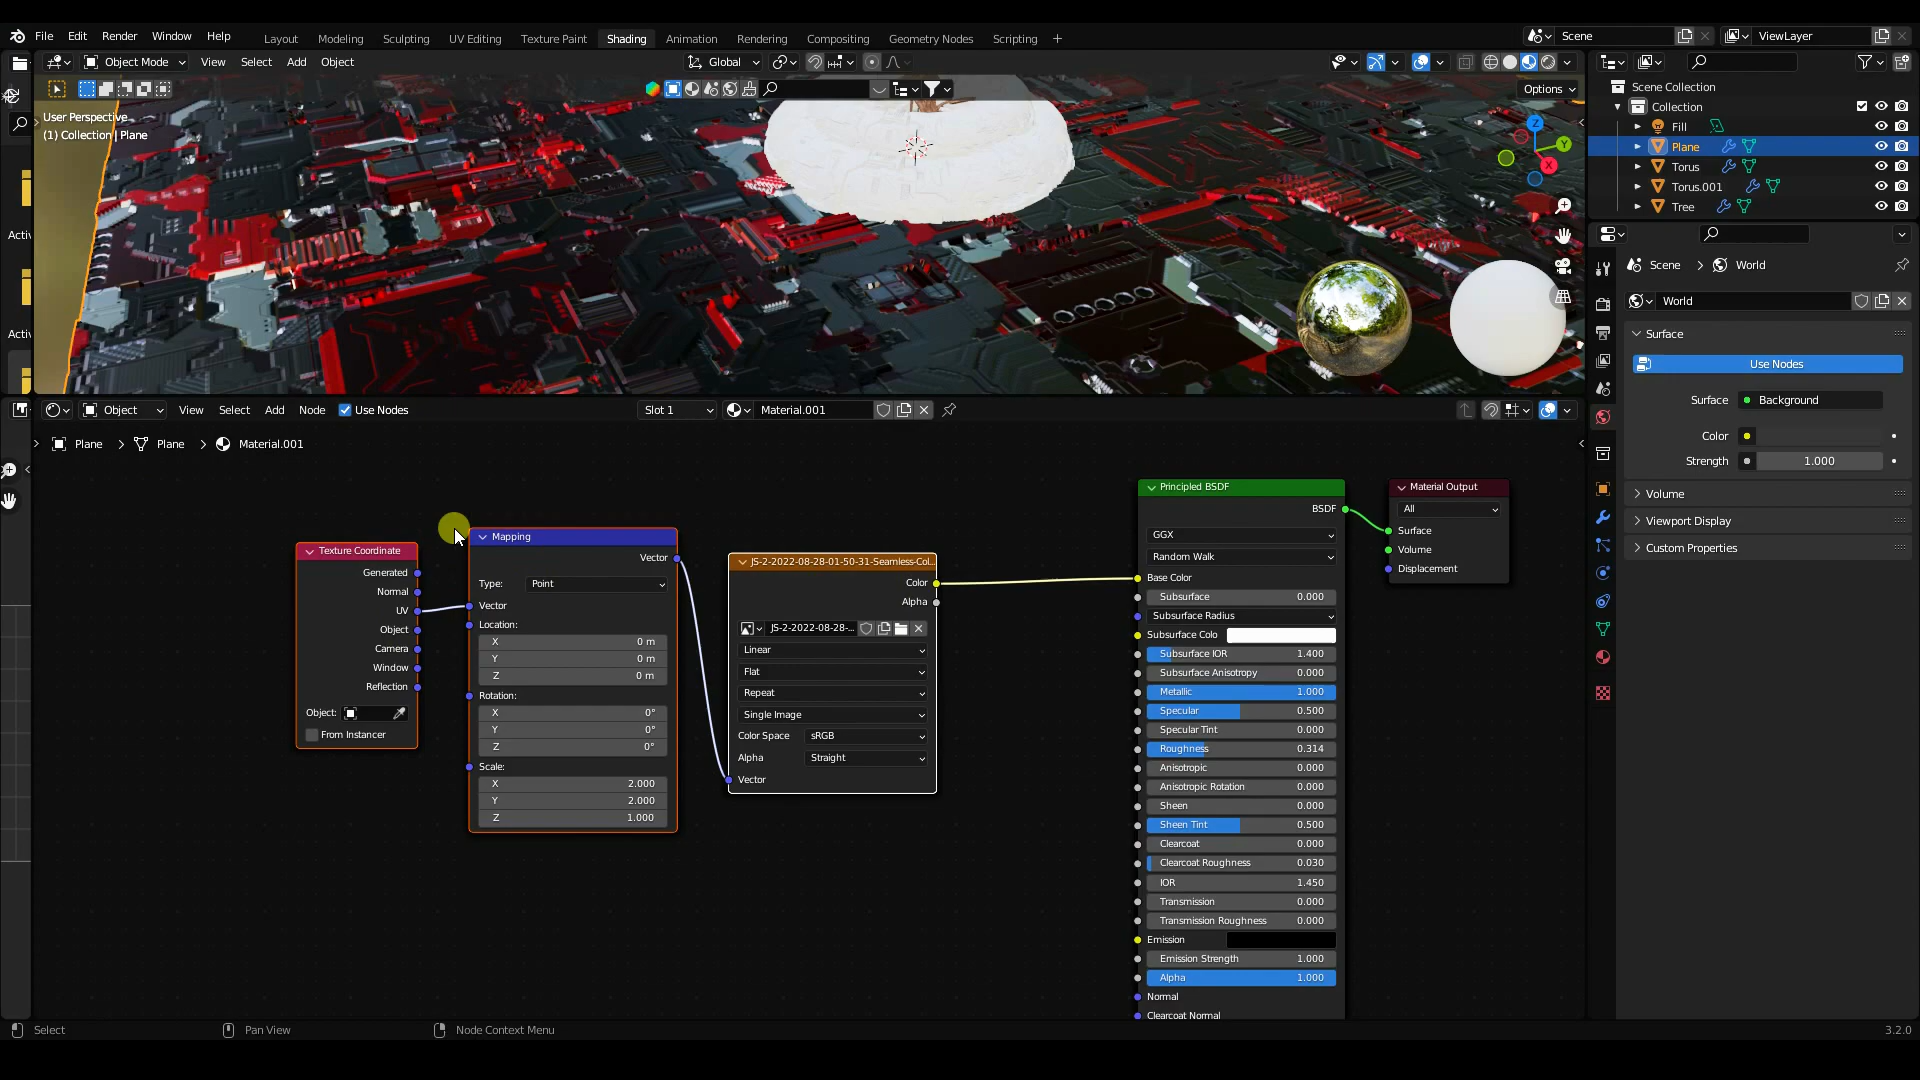 File Edit Render Window Help Layout Modeling Sculpting UV Editing Texture Paint Shading Animation Rendering Compositing Geometry Nodes Scripting + Scene ViewLayer
Object Mode View Select Add Object Global
Options
User Perspective
(1) Collection | Plane
Scene Collection
Collection
Fill
Plane
Torus
Torus.001
Tree
Z
Y
X
Activ
Activ
Scene > World
World
Surface
Use Nodes
Surface Background
Color
Strength 1.000
Volume
Viewport Display
Custom Properties
Object View Select Add Node Use Nodes Slot 1 Material.001
Plane > Plane > Material.001
Texture Coordinate
Generated
Normal
UV
Object
Camera
Window
Reflection
Object:
From Instancer
Mapping
Vector
Type: Point
Vector
Location:
X 0 m
Y 0 m
Z 0 m
Rotation:
X 0°
Y 0°
Z 0°
Scale:
X 2.000
Y 2.000
Z 1.000
JS-2-2022-08-28-01-50-31-Seamless-Col...
Color
Alpha
JS-2-2022-08-28-...
Linear
Flat
Repeat
Single Image
Color Space sRGB
Alpha Straight
Vector
Principled BSDF
BSDF
GGX
Random Walk
Base Color
Subsurface 0.000
Subsurface Radius
Subsurface Colo
Subsurface IOR 1.400
Subsurface Anisotropy 0.000
Metallic 1.000
Specular 0.500
Specular Tint 0.000
Roughness 0.314
Anisotropic 0.000
Anisotropic Rotation 0.000
Sheen 0.000
Sheen Tint 0.500
Clearcoat 0.000
Clearcoat Roughness 0.030
IOR 1.450
Transmission 0.000
Transmission Roughness 0.000
Emission
Emission Strength 1.000
Alpha 1.000
Normal
Clearcoat Normal
Material Output
All
Surface
Volume
Displacement
Select Pan View Node Context Menu 3.2.0